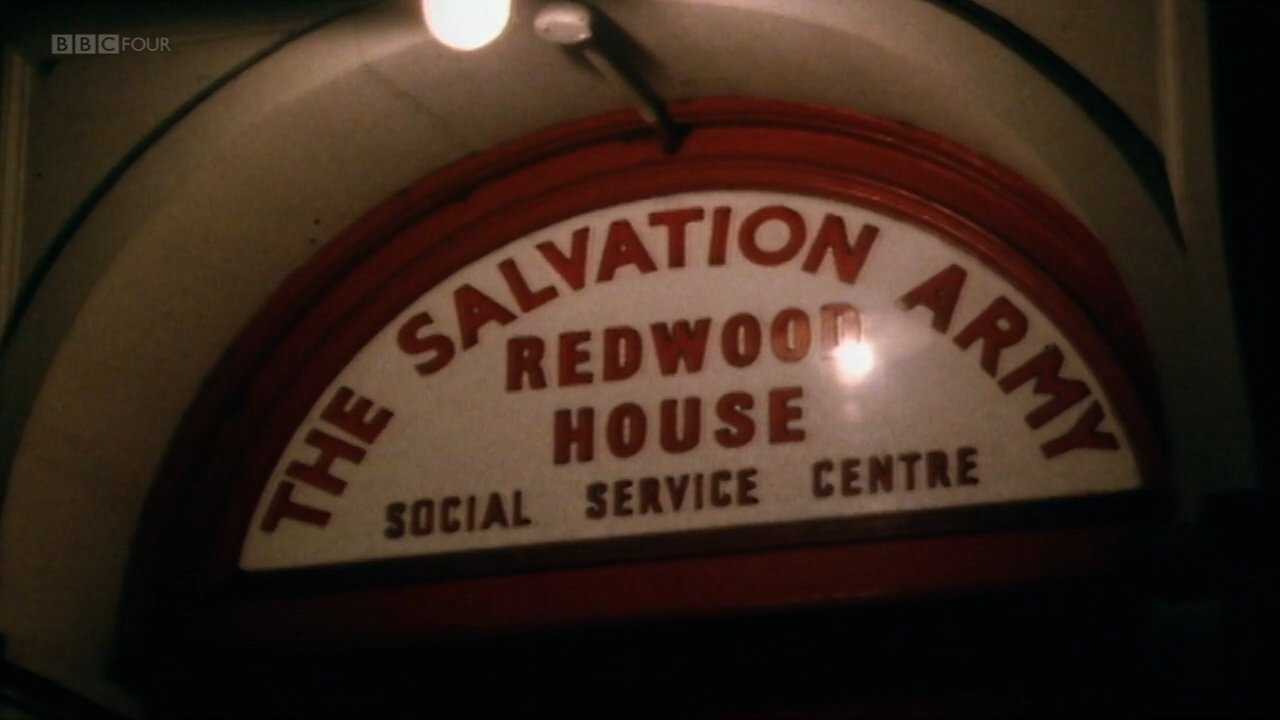 BBC FOUR
THE SALVATION ARMY
REDWOOD
HOUSE
SOCIAL SERVICE CENTRE